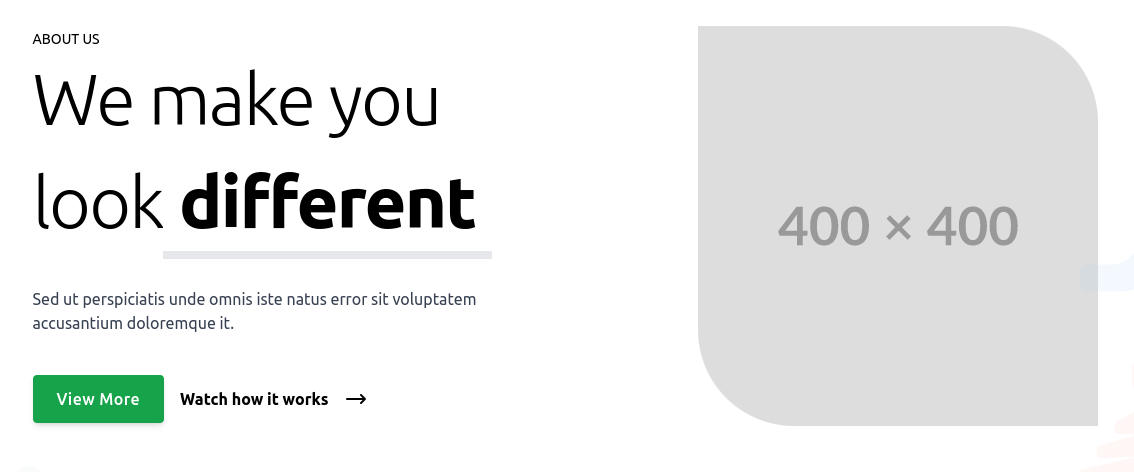 ABOUT US
We make you
look different
Sed ut perspiciatis unde omnis iste natus error sit voluptatem
accusantium doloremque it.
View More
Watch how it works
400 × 400